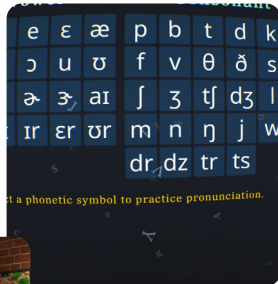 e ɛ æ p b t d k
ɔ u ʊ f v θ ð s
ɚ ɝ aɪ ʃ ʒ tʃ dʒ l
ɪr ɛr ʊr m n ŋ j w
dr dz tr ts
a phonetic symbol to practice pronunciation.